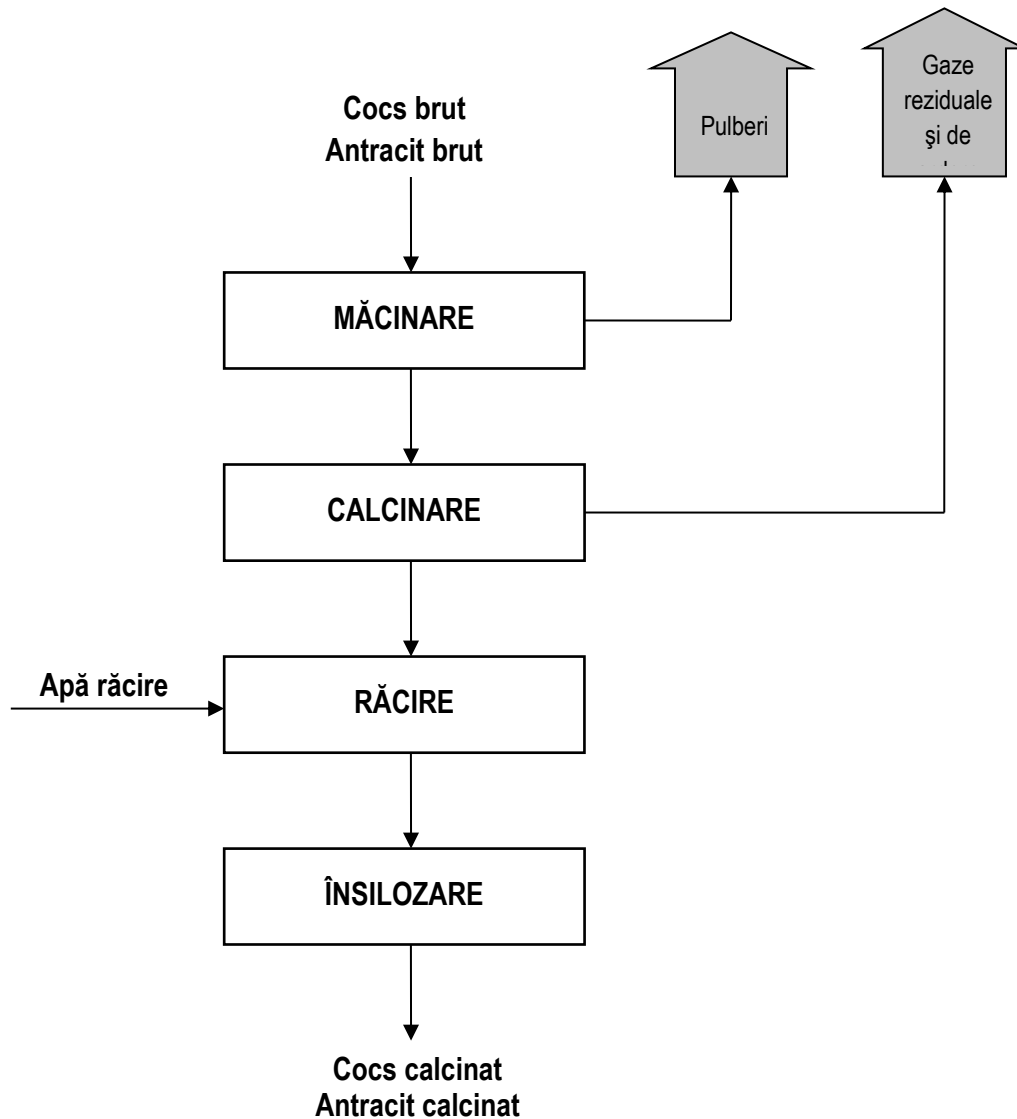 Gaze
reziduale
şi de
Pulberi
Cocs brut
Antracit brut
MĂCINARE
CALCINARE
Apă răcire
RĂCIRE
ÎNSILOZARE
Cocs calcinat
Antracit calcinat